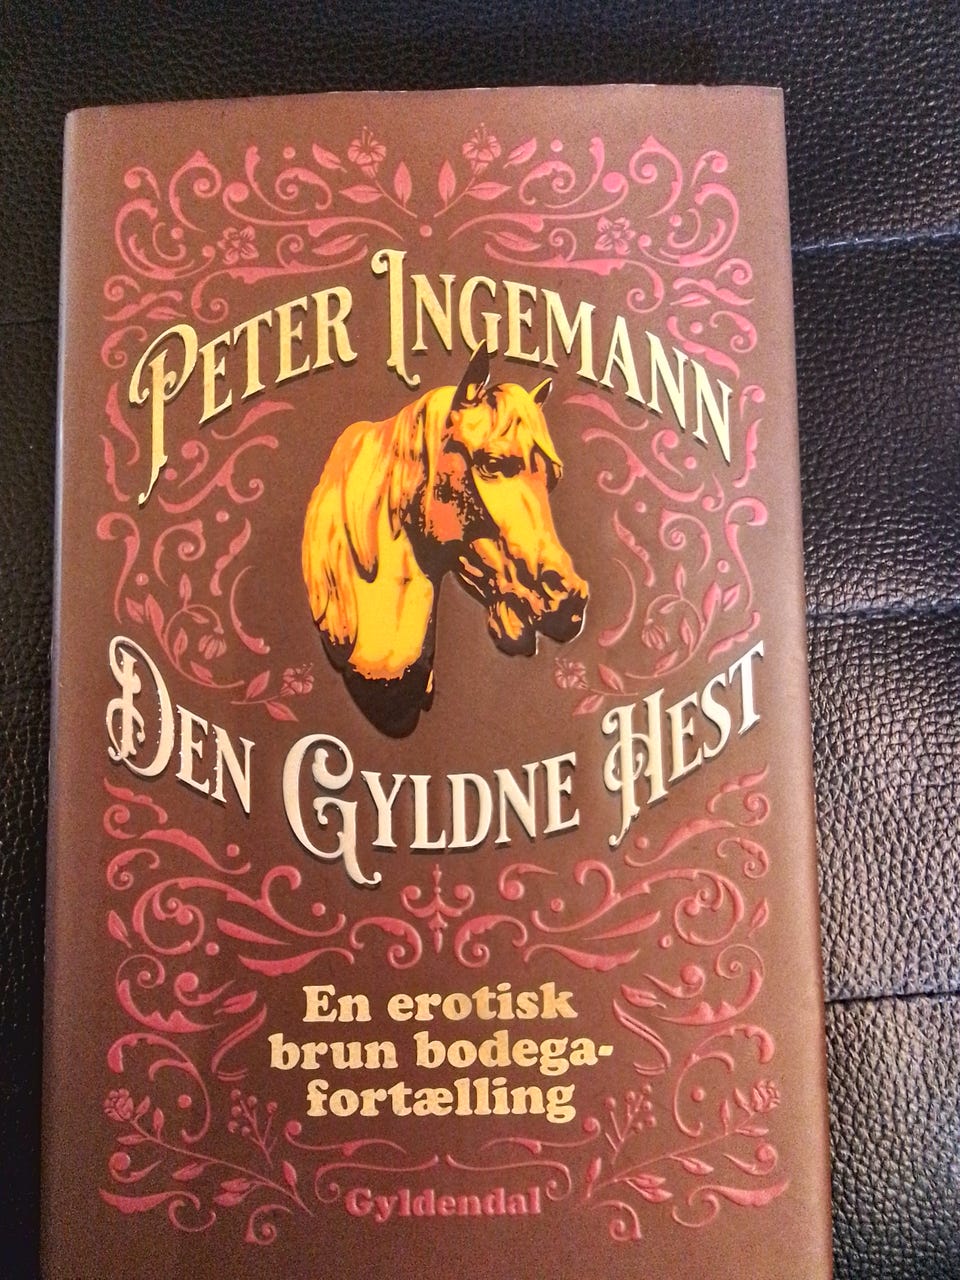 PETER INGEMANN
DEN GYLDNE HEST
En erotisk
brun bodega-
fortælling
Gyldendal